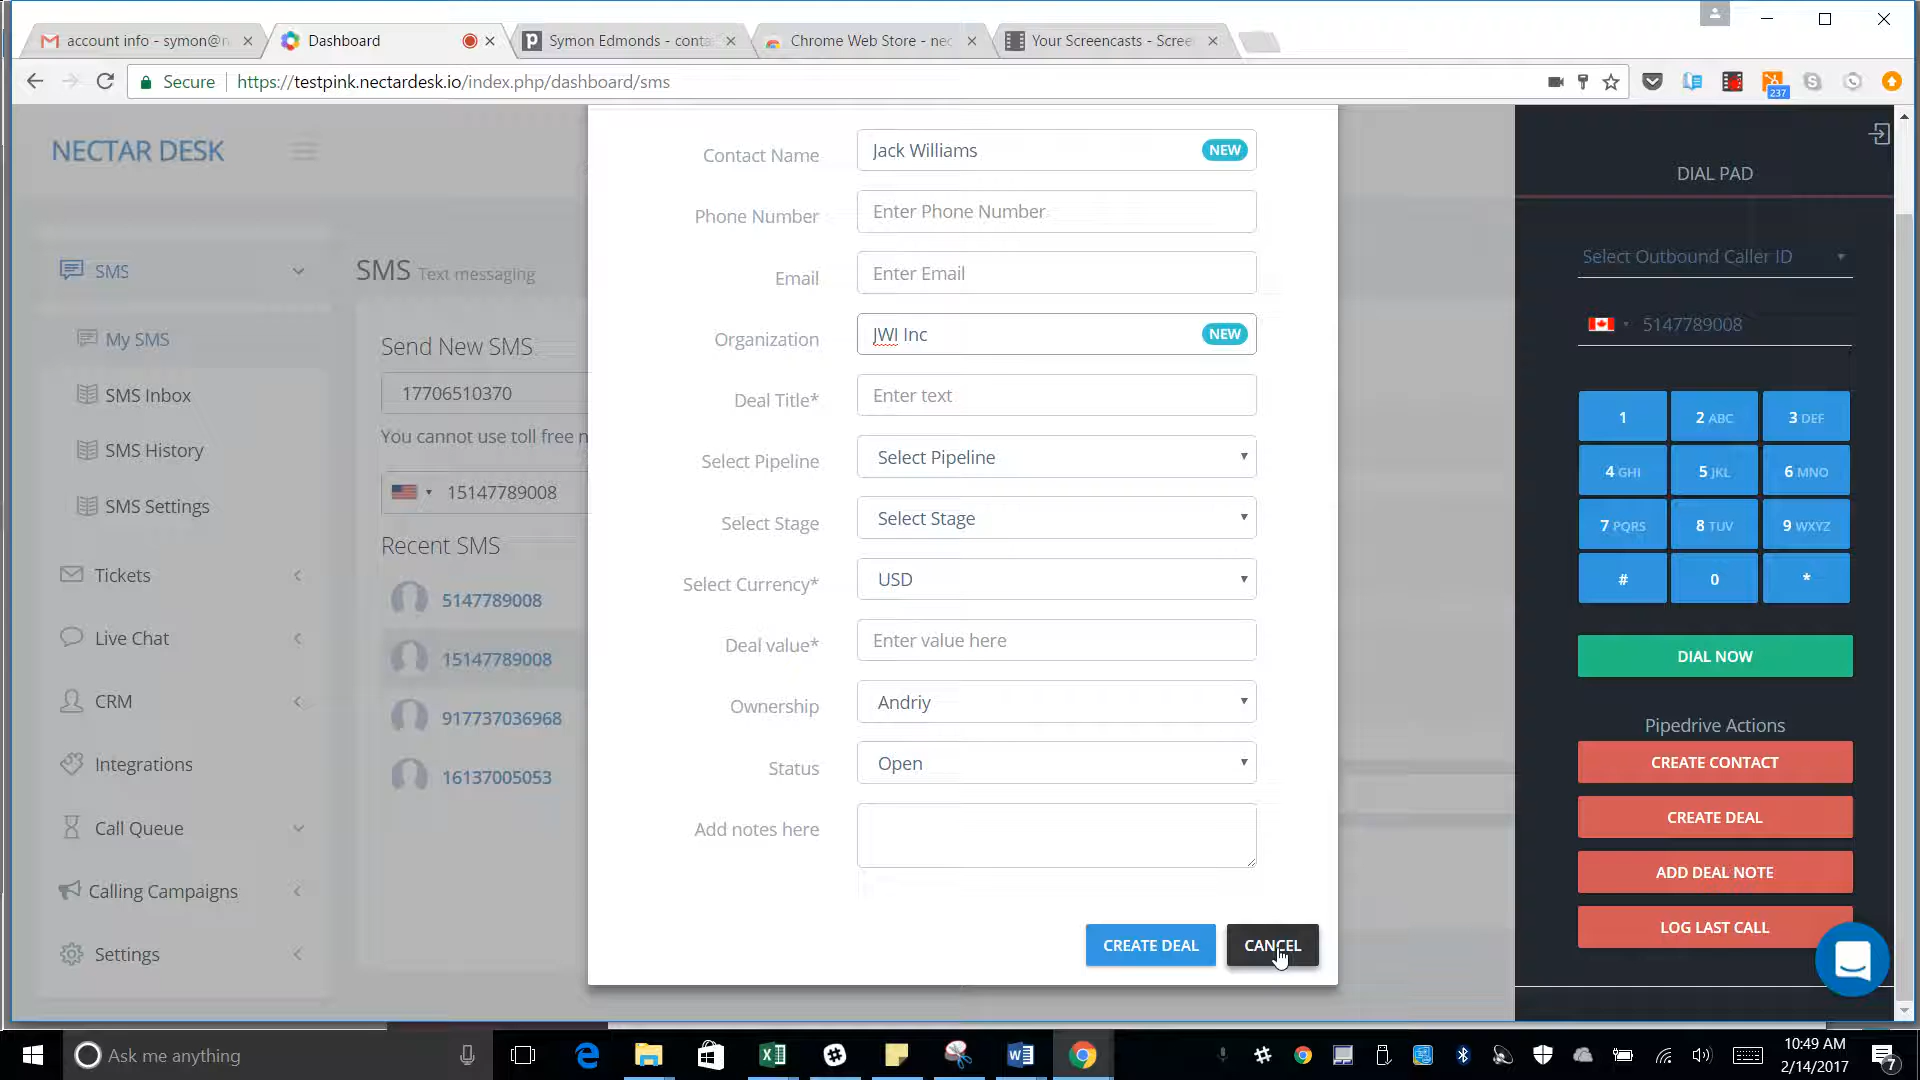 account info - symon@n
Dashboard
Symon Edmonds - conta
Chrome Web Store - nec
Your Screencasts - Scree
Secure
https://testpink.nectardesk.io/index.php/dashboard/sms
237
NECTAR DESK
SMS
My SMS
SMS Inbox
SMS History
SMS Settings
Tickets
Live Chat
CRM
Integrations
Call Queue
Calling Campaigns
Settings
SMS Text messaging
Send New SMS
17706510370
You cannot use toll free n
15147789008
Recent SMS
5147789008
15147789008
917737036968
16137005053
Contact Name
Jack Williams
NEW
Phone Number
Enter Phone Number
Email
Enter Email
Organization
JWI Inc
NEW
Deal Title*
Enter text
Select Pipeline
Select Pipeline
Select Stage
Select Stage
Select Currency*
USD
Deal value*
Enter value here
Ownership
Andriy
Status
Open
Add notes here
CREATE DEAL
CANCEL
DIAL PAD
Select Outbound Caller ID
5147789008
1
2 ABC
3 DEF
4 GHI
5 JKL
6 MNO
7 PQRS
8 TUV
9 WXYZ
#
0
*
DIAL NOW
Pipedrive Actions
CREATE CONTACT
CREATE DEAL
ADD DEAL NOTE
LOG LAST CALL
Ask me anything
10:49 AM
2/14/2017
7